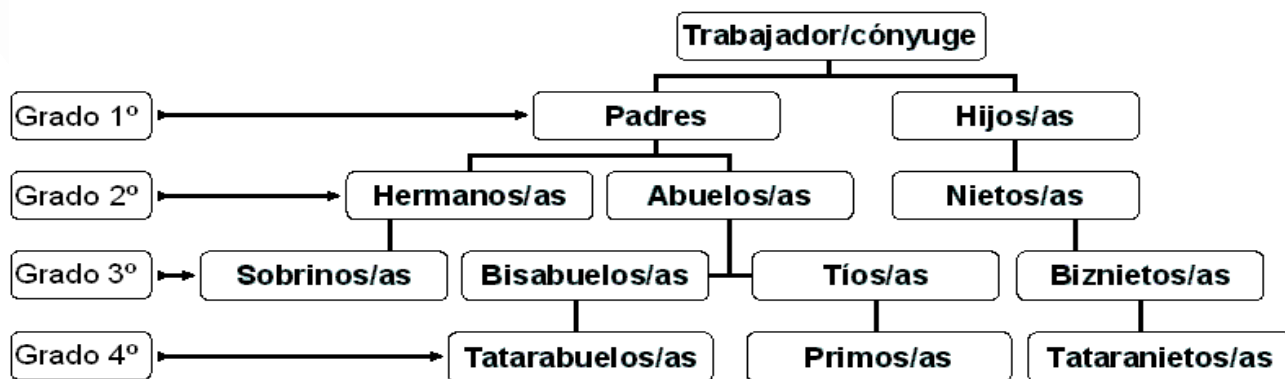 Trabajador/cónyuge
Grado 1º
Padres
Hijos/as
Grado 2º
Hermanos/as
Abuelos/as
Nietos/as
Grado 3º
Sobrinos/as
Bisabuelos/as
Tíos/as
Biznietos/as
Grado 4º
Tatarabuelos/as
Primos/as
Tataranietos/as